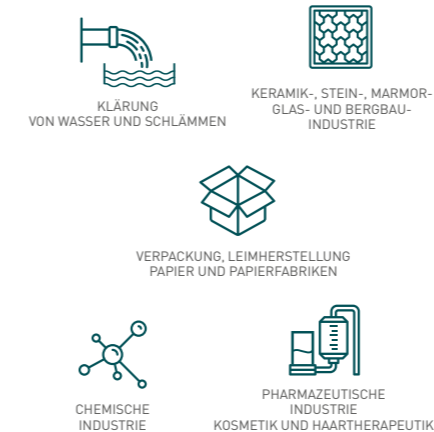 KLÄRUNG
VON WASSER UND SCHLÄMMEN
KERAMIK-, STEIN-, MARMOR-
GLAS- UND BERGBAU-
INDUSTRIE
VERPACKUNG, LEIMHERSTELLUNG
PAPIER UND PAPIERFABRIKEN
CHEMISCHE
INDUSTRIE
PHARMAZEUTISCHE
INDUSTRIE
KOSMETIK UND HAARTHERAPEUTIK